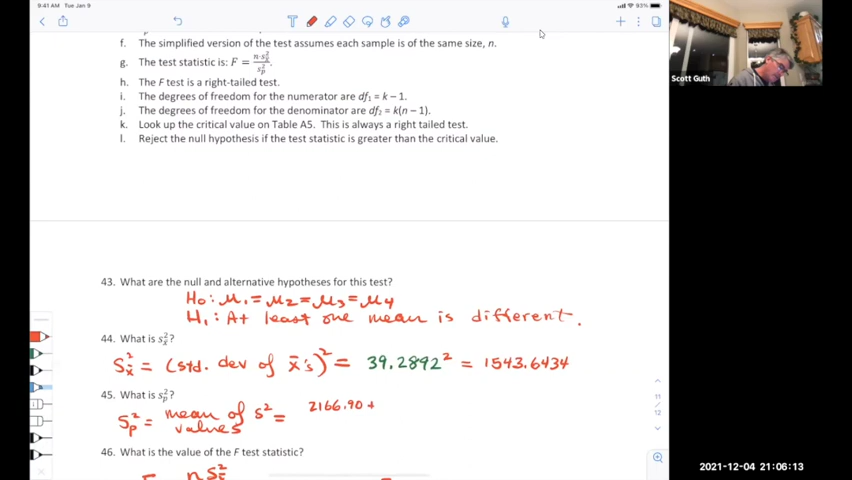 9:41 AM Tue Jan 9
93%
f. The simplified version of the test assumes each sample is of the same size, n.
g. The test statistic is: F = n·s²x̄ / s²p.
h. The F test is a right-tailed test.
i. The degrees of freedom for the numerator are df₁ = k − 1.
j. The degrees of freedom for the denominator are df₂ = k(n − 1).
k. Look up the critical value on Table A5. This is always a right tailed test.
l. Reject the null hypothesis if the test statistic is greater than the critical value.
Scott Guth
43. What are the null and alternative hypotheses for this test?
H₀: μ₁ = μ₂ = μ₃ = μ₄
H₁: At least one mean is different.
44. What is s²x̄?
S²x̄ = (std. dev of x̄'s)² = 39.2892² = 1543.6434
45. What is s²p?
S²p = mean of s² values = 2166.90 +
46. What is the value of the F test statistic?
nS²x̄
11 / 12
2021-12-04 21:06:13